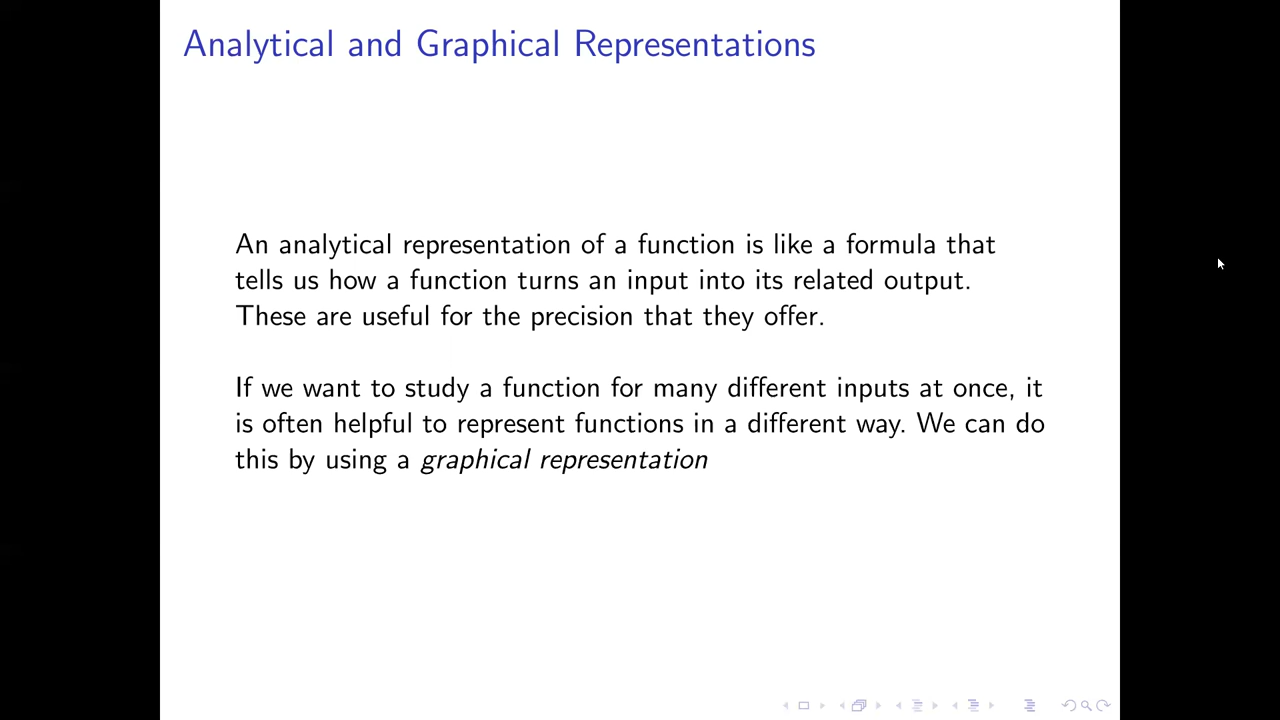 Analytical and Graphical Representations
An analytical representation of a function is like a formula that
tells us how a function turns an input into its related output.
These are useful for the precision that they offer.
If we want to study a function for many different inputs at once, it
is often helpful to represent functions in a different way. We can do
this by using a graphical representation